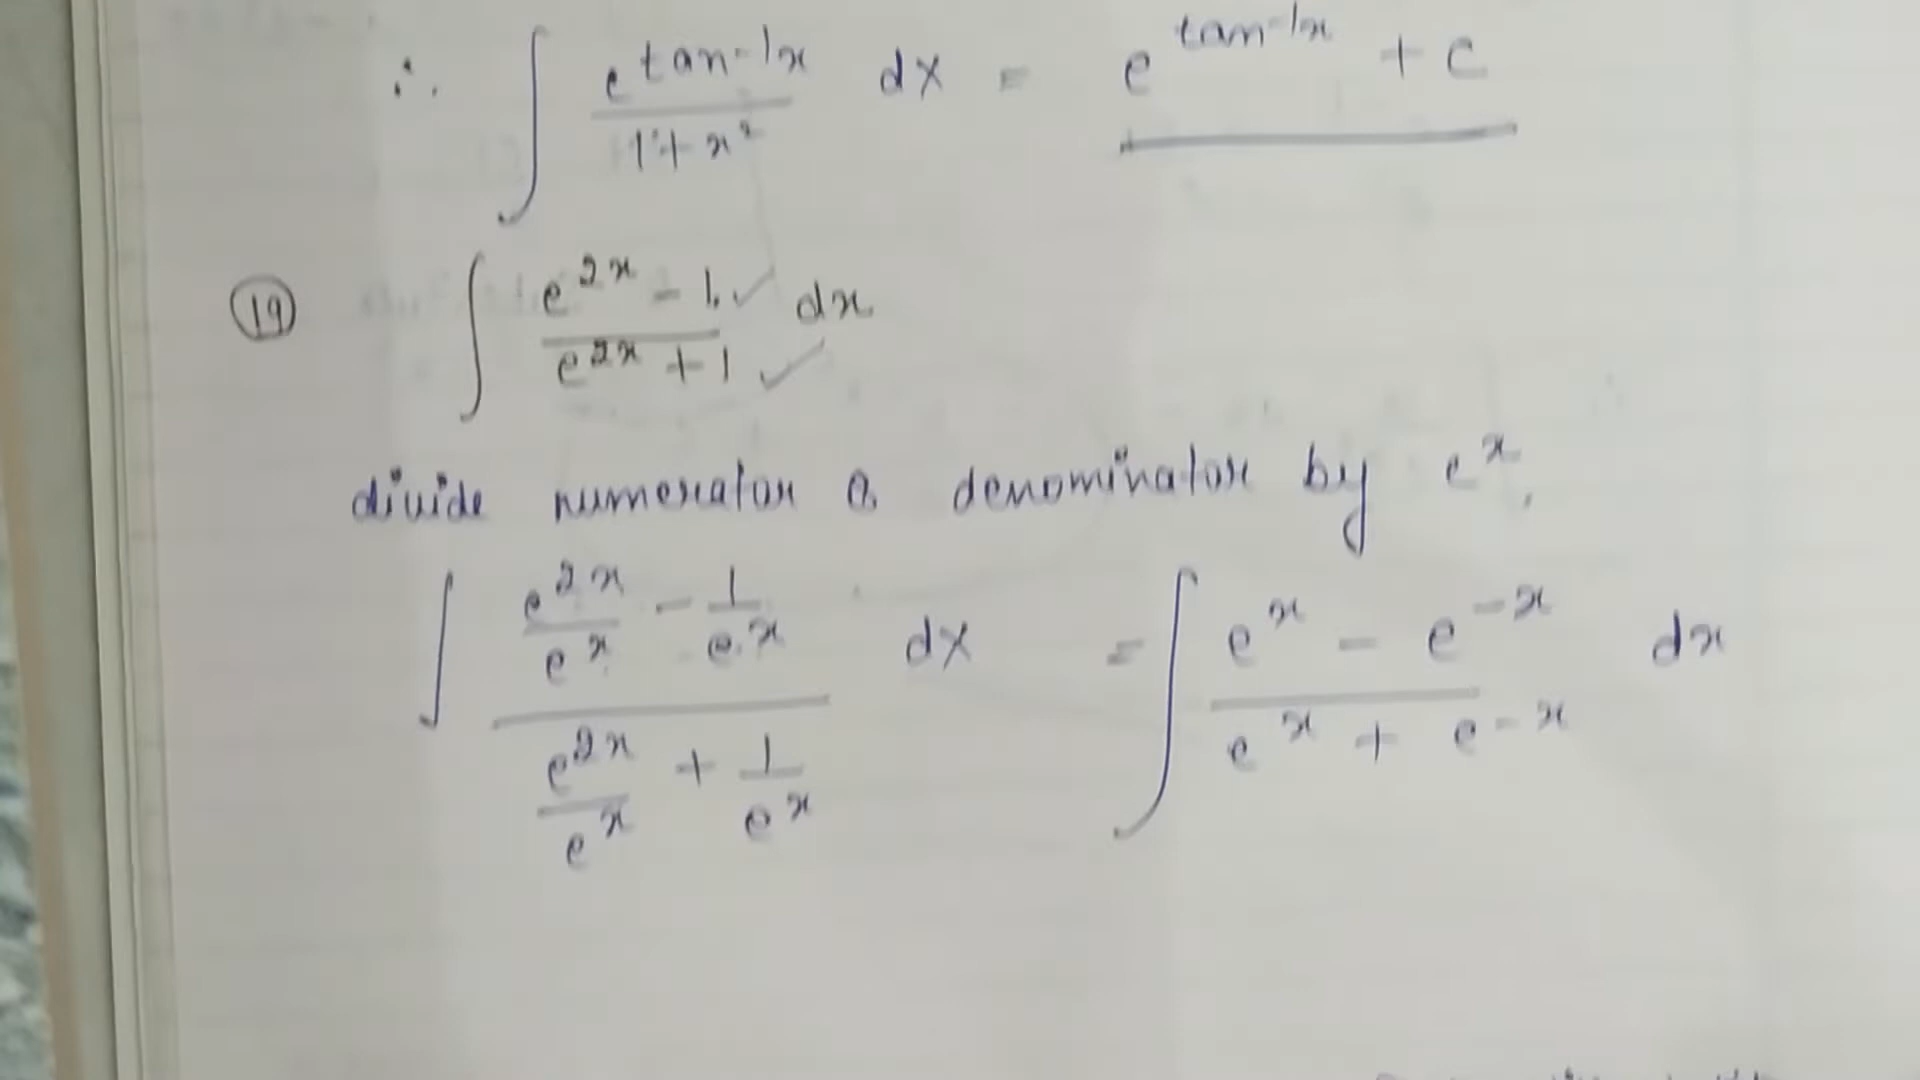 ∴ ∫ e^tan-1x / 1+x² dx = e^tan-1x + c
19 ∫ e^2x - 1 / e^2x + 1 dx
divide numerator & denominator by e^x,
∫ (e^2x/e^x - 1/e^x) / (e^2x/e^x + 1/e^x) dx = ∫ e^x - e^-x / e^x + e^-x dx